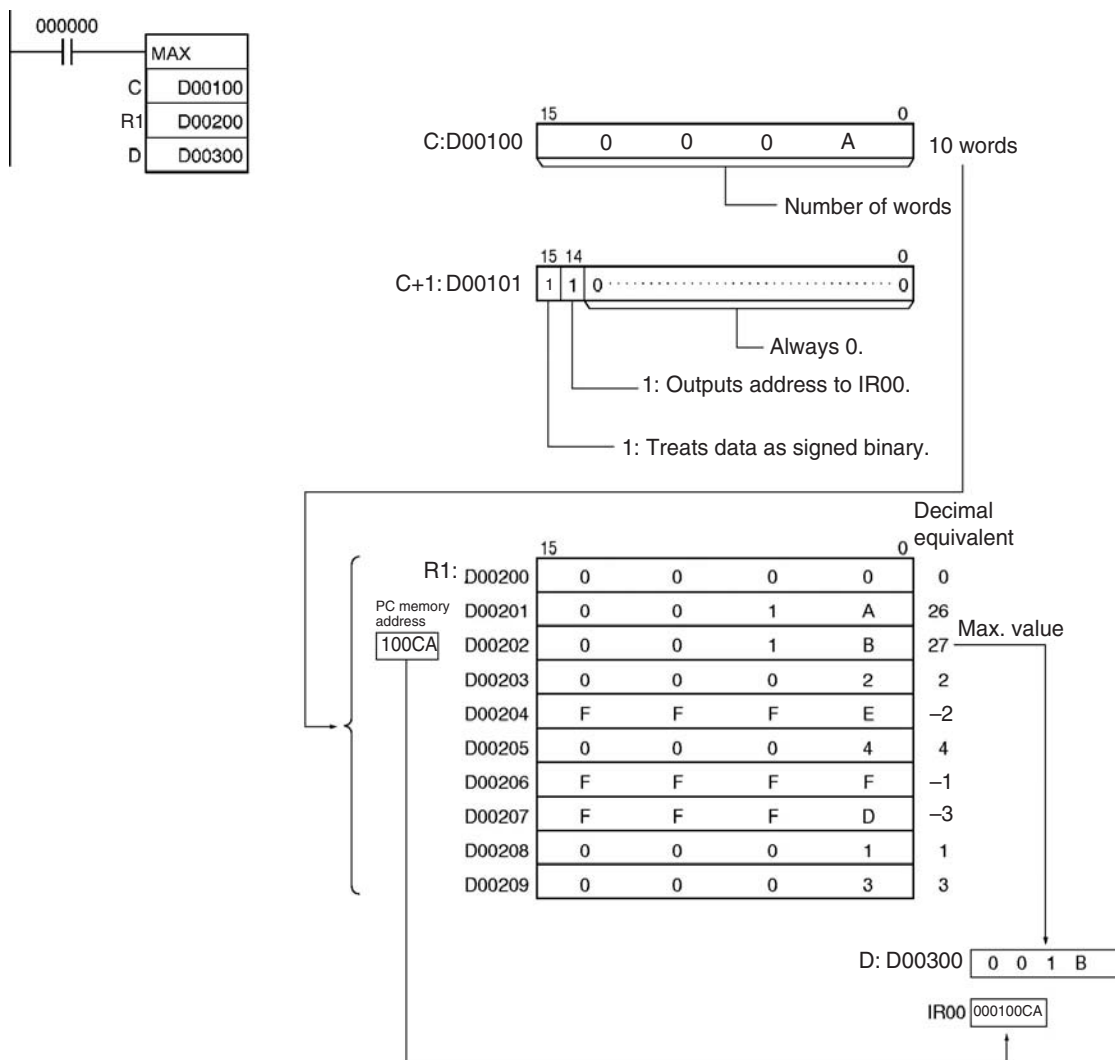 000000
MAX
C D00100
R1 D00200
D D00300
15 0
C:D00100 0 0 0 A 10 words
Number of words
15 14 0
C+1: D00101 1 1 0 ································· 0
Always 0.
1: Outputs address to IR00.
1: Treats data as signed binary.
Decimal
equivalent
15 0
R1: D00200 0 0 0 0 0
PC memory
address
D00201 0 0 1 A 26
Max. value
100CA D00202 0 0 1 B 27
D00203 0 0 0 2 2
D00204 F F F E –2
D00205 0 0 0 4 4
D00206 F F F F –1
D00207 F F F D –3
D00208 0 0 0 1 1
D00209 0 0 0 3 3
D: D00300 0 0 1 B
IR00 000100CA